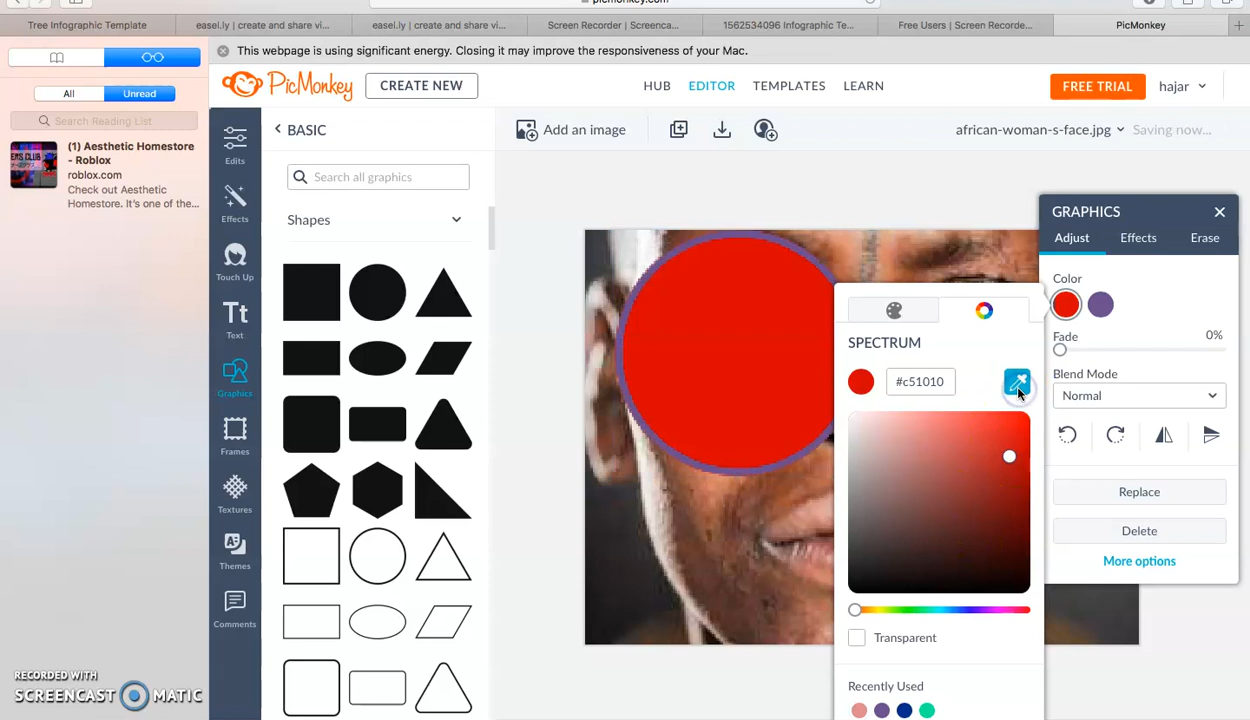 picmonkey.com
Tree Infographic Template
easel.ly | create and share vi...
easel.ly | create and share vi...
Screen Recorder | Screenca...
1562534096 Infographic Te...
Free Users | Screen Recorde...
PicMonkey
This webpage is using significant energy. Closing it may improve the responsiveness of your Mac.
All
Unread
Search Reading List
(1) Aesthetic Homestore
- Roblox
roblox.com
Check out Aesthetic
Homestore. It's one of the...
PicMonkey
CREATE NEW
HUB
EDITOR
TEMPLATES
LEARN
FREE TRIAL
hajar
Edits
Effects
Touch Up
Tt
Text
Graphics
Frames
Textures
Themes
Comments
BASIC
Search all graphics
Shapes
Add an image
african-woman-s-face.jpg
Saving now...
GRAPHICS
Adjust
Effects
Erase
Color
Fade
0%
Blend Mode
Normal
Replace
Delete
More options
SPECTRUM
#c51010
Transparent
Recently Used
RECORDED WITH
SCREENCAST MATIC